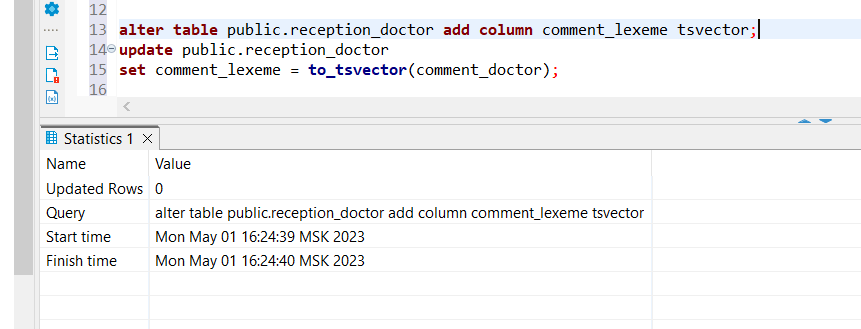 12
13 alter table public.reception_doctor add column comment_lexeme tsvector;
14 update public.reception_doctor
15 set comment_lexeme = to_tsvector(comment_doctor);
16
Statistics 1
Name Value
Updated Rows 0
Query alter table public.reception_doctor add column comment_lexeme tsvector
Start time Mon May 01 16:24:39 MSK 2023
Finish time Mon May 01 16:24:40 MSK 2023